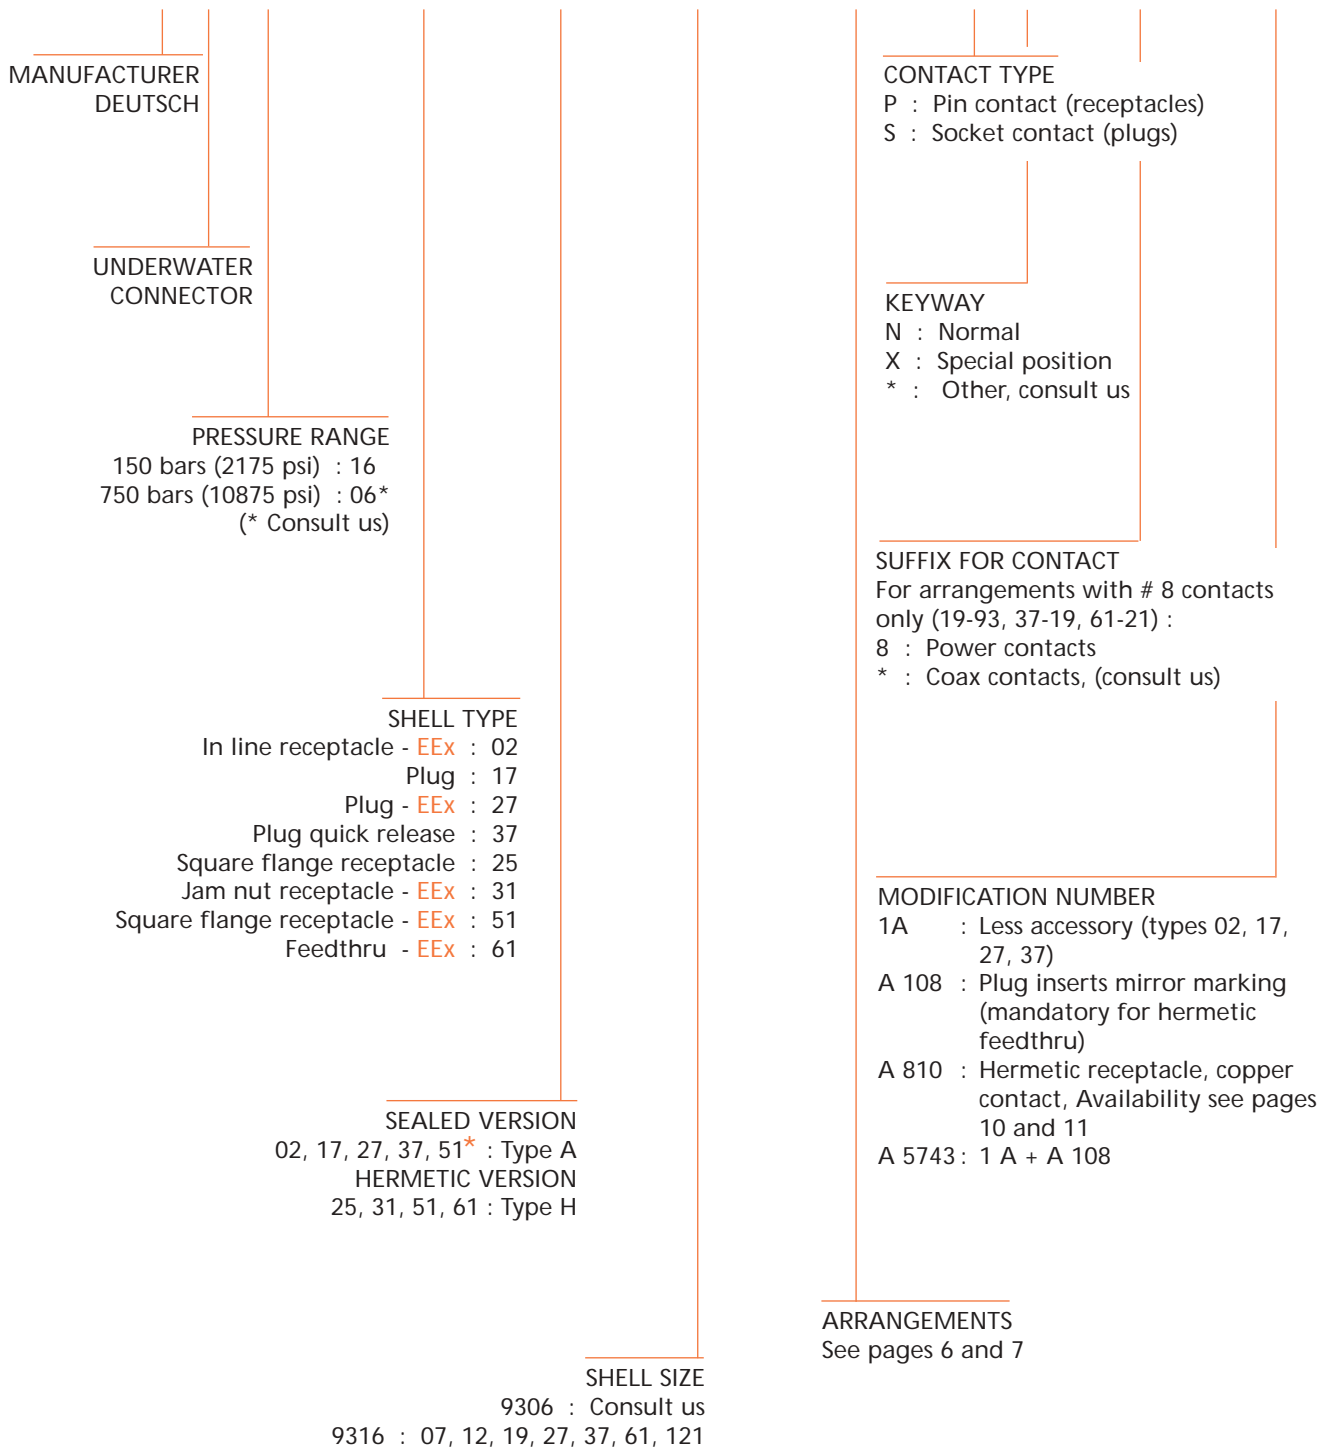 MANUFACTURER
DEUTSCH
UNDERWATER
CONNECTOR
PRESSURE RANGE
150 bars (2175 psi) : 16
750 bars (10875 psi) : 06*
(* Consult us)
SHELL TYPE
In line receptacle - EEx : 02
Plug : 17
Plug - EEx : 27
Plug quick release : 37
Square flange receptacle : 25
Jam nut receptacle - EEx : 31
Square flange receptacle - EEx : 51
Feedthru - EEx : 61
SEALED VERSION
02, 17, 27, 37, 51* : Type A
HERMETIC VERSION
25, 31, 51, 61 : Type H
SHELL SIZE
9306 : Consult us
9316 : 07, 12, 19, 27, 37, 61, 121
CONTACT TYPE
P : Pin contact (receptacles)
S : Socket contact (plugs)
KEYWAY
N : Normal
X : Special position
* : Other, consult us
SUFFIX FOR CONTACT
For arrangements with # 8 contacts
only (19-93, 37-19, 61-21) :
8 : Power contacts
* : Coax contacts, (consult us)
MODIFICATION NUMBER
1A : Less accessory (types 02, 17,
27, 37)
A 108 : Plug inserts mirror marking
(mandatory for hermetic
feedthru)
A 810 : Hermetic receptacle, copper
contact, Availability see pages
10 and 11
A 5743 : 1 A + A 108
ARRANGEMENTS
See pages 6 and 7